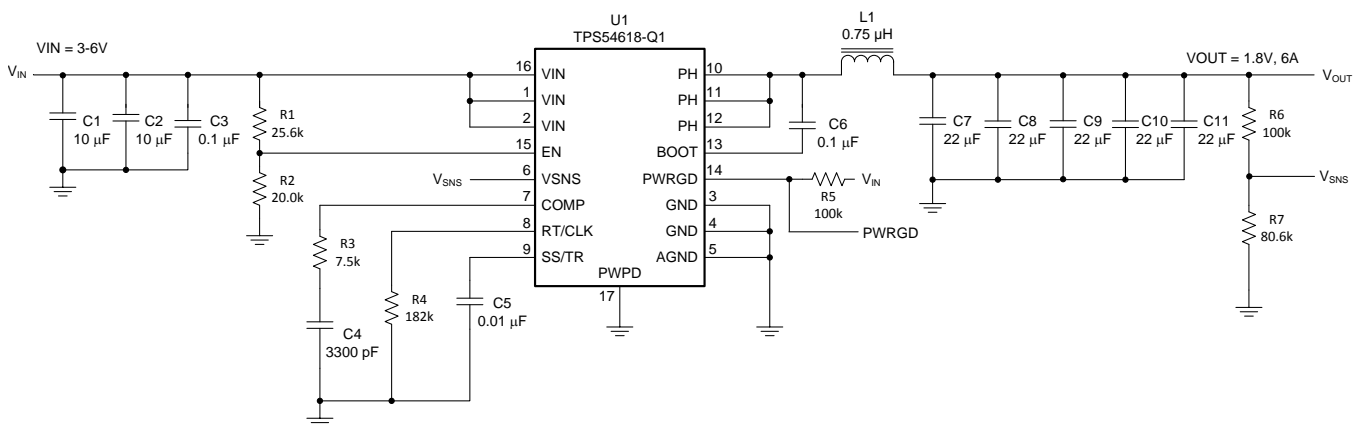 U1
TPS54618-Q1
VIN = 3-6V
V_IN
C1
10 µF
C2
10 µF
C3
0.1 µF
R1
25.6k
R2
20.0k
V_SNS
R3
7.5k
C4
3300 pF
R4
182k
C5
0.01 µF
16 VIN
1 VIN
2 VIN
15 EN
6 VSNS
7 COMP
8 RT/CLK
9 SS/TR
PWPD
17
PH 10
PH 11
PH 12
BOOT 13
PWRGD 14
GND 3
GND 4
AGND 5
L1
0.75 µH
C6
0.1 µF
R5
100k
V_IN
PWRGD
VOUT = 1.8V, 6A
V_OUT
C7
22 µF
C8
22 µF
C9
22 µF
C10
22 µF
C11
22 µF
R6
100k
V_SNS
R7
80.6k